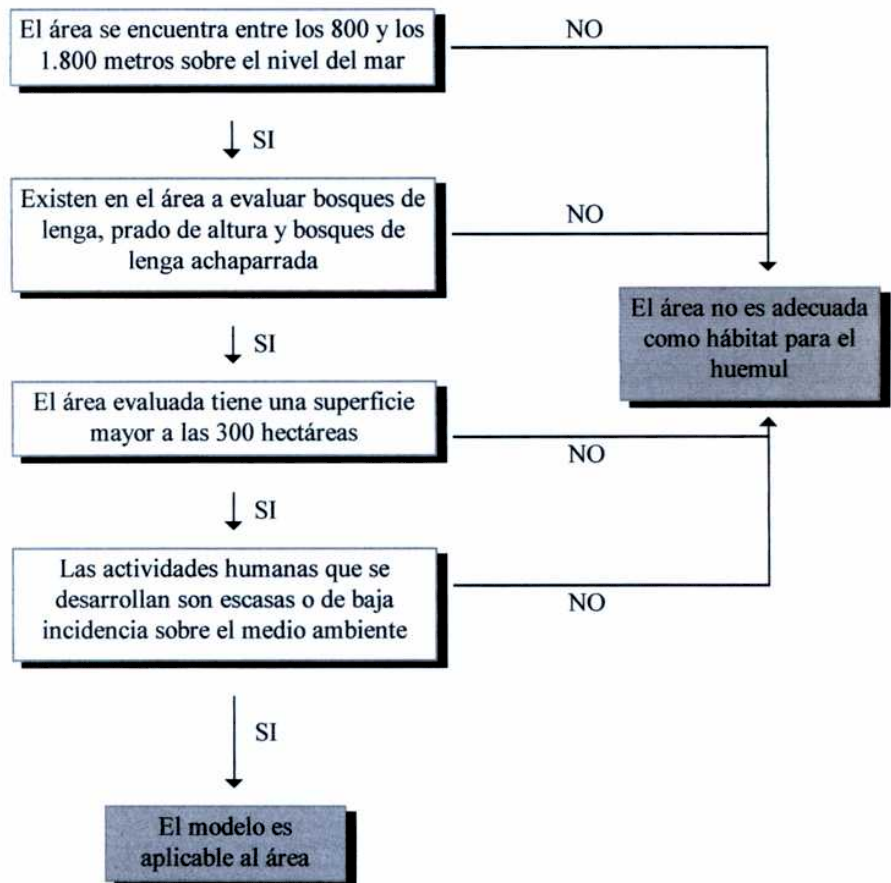 El área se encuentra entre los 800 y los
1.800 metros sobre el nivel del mar
NO
SI
Existen en el área a evaluar bosques de
lenga, prado de altura y bosques de
lenga achaparrada
NO
El área no es adecuada
como hábitat para el
huemul
SI
El área evaluada tiene una superficie
mayor a las 300 hectáreas
NO
SI
Las actividades humanas que se
desarrollan son escasas o de baja
incidencia sobre el medio ambiente
NO
SI
El modelo es
aplicable al área